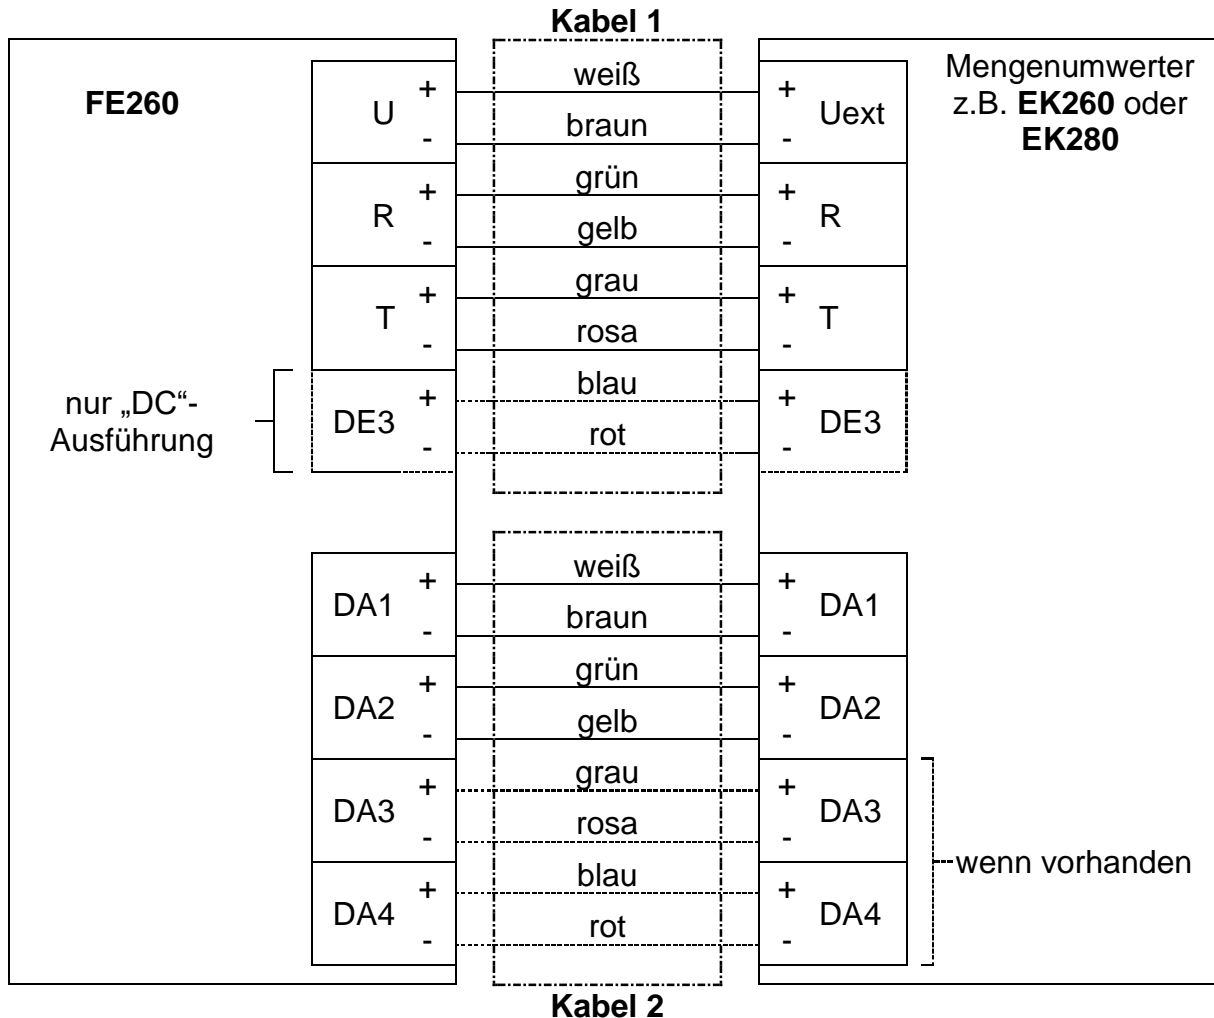 Kabel 1
FE260
Mengenumwerter
z.B. EK260 oder
EK280
U + -
weiß
braun
+ - Uext
R + -
grün
gelb
+ - R
T + -
grau
rosa
+ - T
nur „DC“-
Ausführung
DE3 + -
blau
rot
+ - DE3
DA1 + -
weiß
braun
+ - DA1
DA2 + -
grün
gelb
+ - DA2
DA3 + -
grau
rosa
+ - DA3
wenn vorhanden
DA4 + -
blau
rot
+ - DA4
Kabel 2